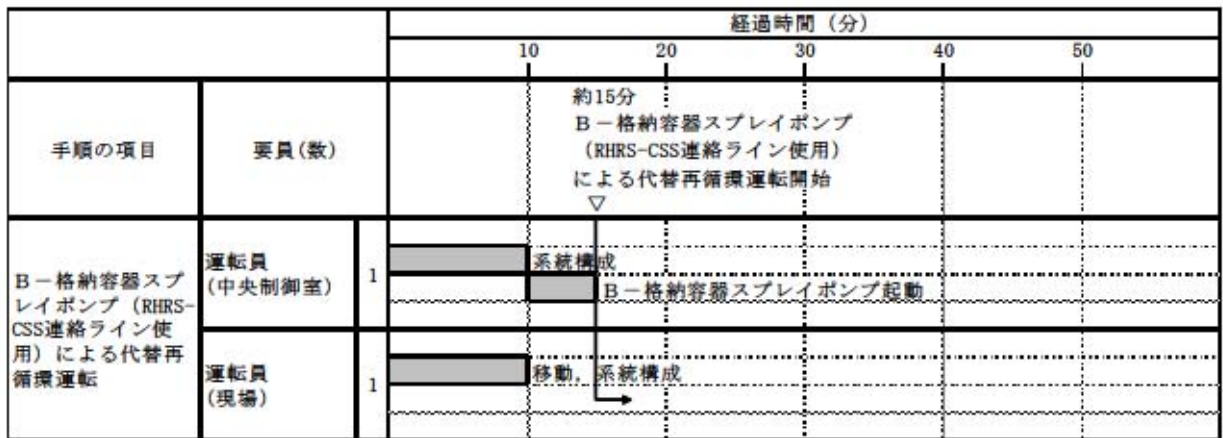 経過時間（分）
10 20 30 40 50
手順の項目
要員(数)
約15分
Ｂ－格納容器スプレイポンプ
（RHRS-CSS連絡ライン使用）
による代替再循環運転開始
▽
Ｂ－格納容器スプ
レイポンプ（RHRS-
CSS連絡ライン使
用）による代替再
循環運転
運転員
（中央制御室）
1
系統構成
Ｂ－格納容器スプレイポンプ起動
運転員
(現場)
1
移動，系統構成